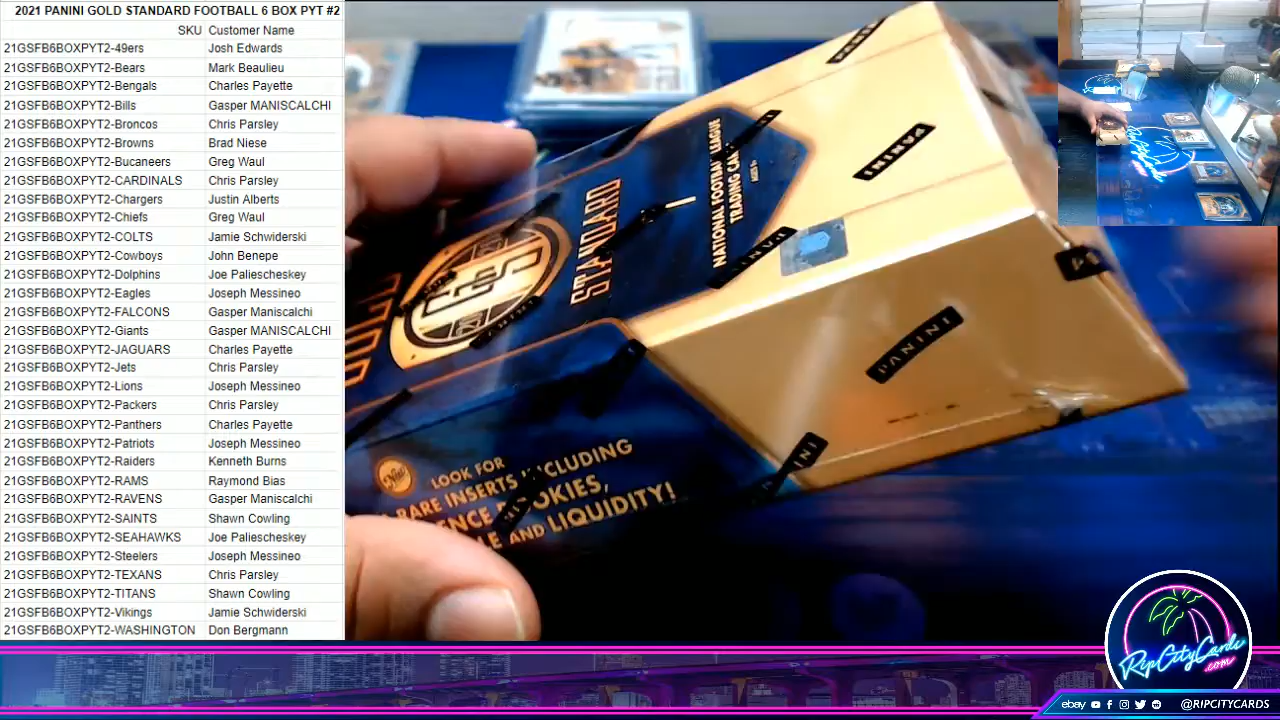 2021 PANINI GOLD STANDARD FOOTBALL 6 BOX PYT #2
SKU Customer Name
21GSFB6BOXPYT2-49ers Josh Edwards
21GSFB6BOXPYT2-Bears Mark Beaulieu
21GSFB6BOXPYT2-Bengals Charles Payette
21GSFB6BOXPYT2-Bills Gasper MANISCALCHI
21GSFB6BOXPYT2-Broncos Chris Parsley
21GSFB6BOXPYT2-Browns Brad Niese
21GSFB6BOXPYT2-Bucaneers Greg Waul
21GSFB6BOXPYT2-CARDINALS Chris Parsley
21GSFB6BOXPYT2-Chargers Justin Alberts
21GSFB6BOXPYT2-Chiefs Greg Waul
21GSFB6BOXPYT2-COLTS Jamie Schwiderski
21GSFB6BOXPYT2-Cowboys John Benepe
21GSFB6BOXPYT2-Dolphins Joe Paliescheskey
21GSFB6BOXPYT2-Eagles Joseph Messineo
21GSFB6BOXPYT2-FALCONS Gasper Maniscalchi
21GSFB6BOXPYT2-Giants Gasper MANISCALCHI
21GSFB6BOXPYT2-JAGUARS Charles Payette
21GSFB6BOXPYT2-Jets Chris Parsley
21GSFB6BOXPYT2-Lions Joseph Messineo
21GSFB6BOXPYT2-Packers Chris Parsley
21GSFB6BOXPYT2-Panthers Charles Payette
21GSFB6BOXPYT2-Patriots Joseph Messineo
21GSFB6BOXPYT2-Raiders Kenneth Burns
21GSFB6BOXPYT2-RAMS Raymond Bias
21GSFB6BOXPYT2-RAVENS Gasper Maniscalchi
21GSFB6BOXPYT2-SAINTS Shawn Cowling
21GSFB6BOXPYT2-SEAHAWKS Joe Paliescheskey
21GSFB6BOXPYT2-Steelers Joseph Messineo
21GSFB6BOXPYT2-TEXANS Chris Parsley
21GSFB6BOXPYT2-TITANS Shawn Cowling
21GSFB6BOXPYT2-Vikings Jamie Schwiderski
21GSFB6BOXPYT2-WASHINGTON Don Bergmann
GOLD
STANDARD
NATIONAL FOOTBALL LEAGUE
TRADING CA
PANINI
PANINI
LOOK FOR
RARE INSERTS INCLUDING
AND LIQUIDITY!
RipCityCards
.com
ebay @RIPCITYCARDS